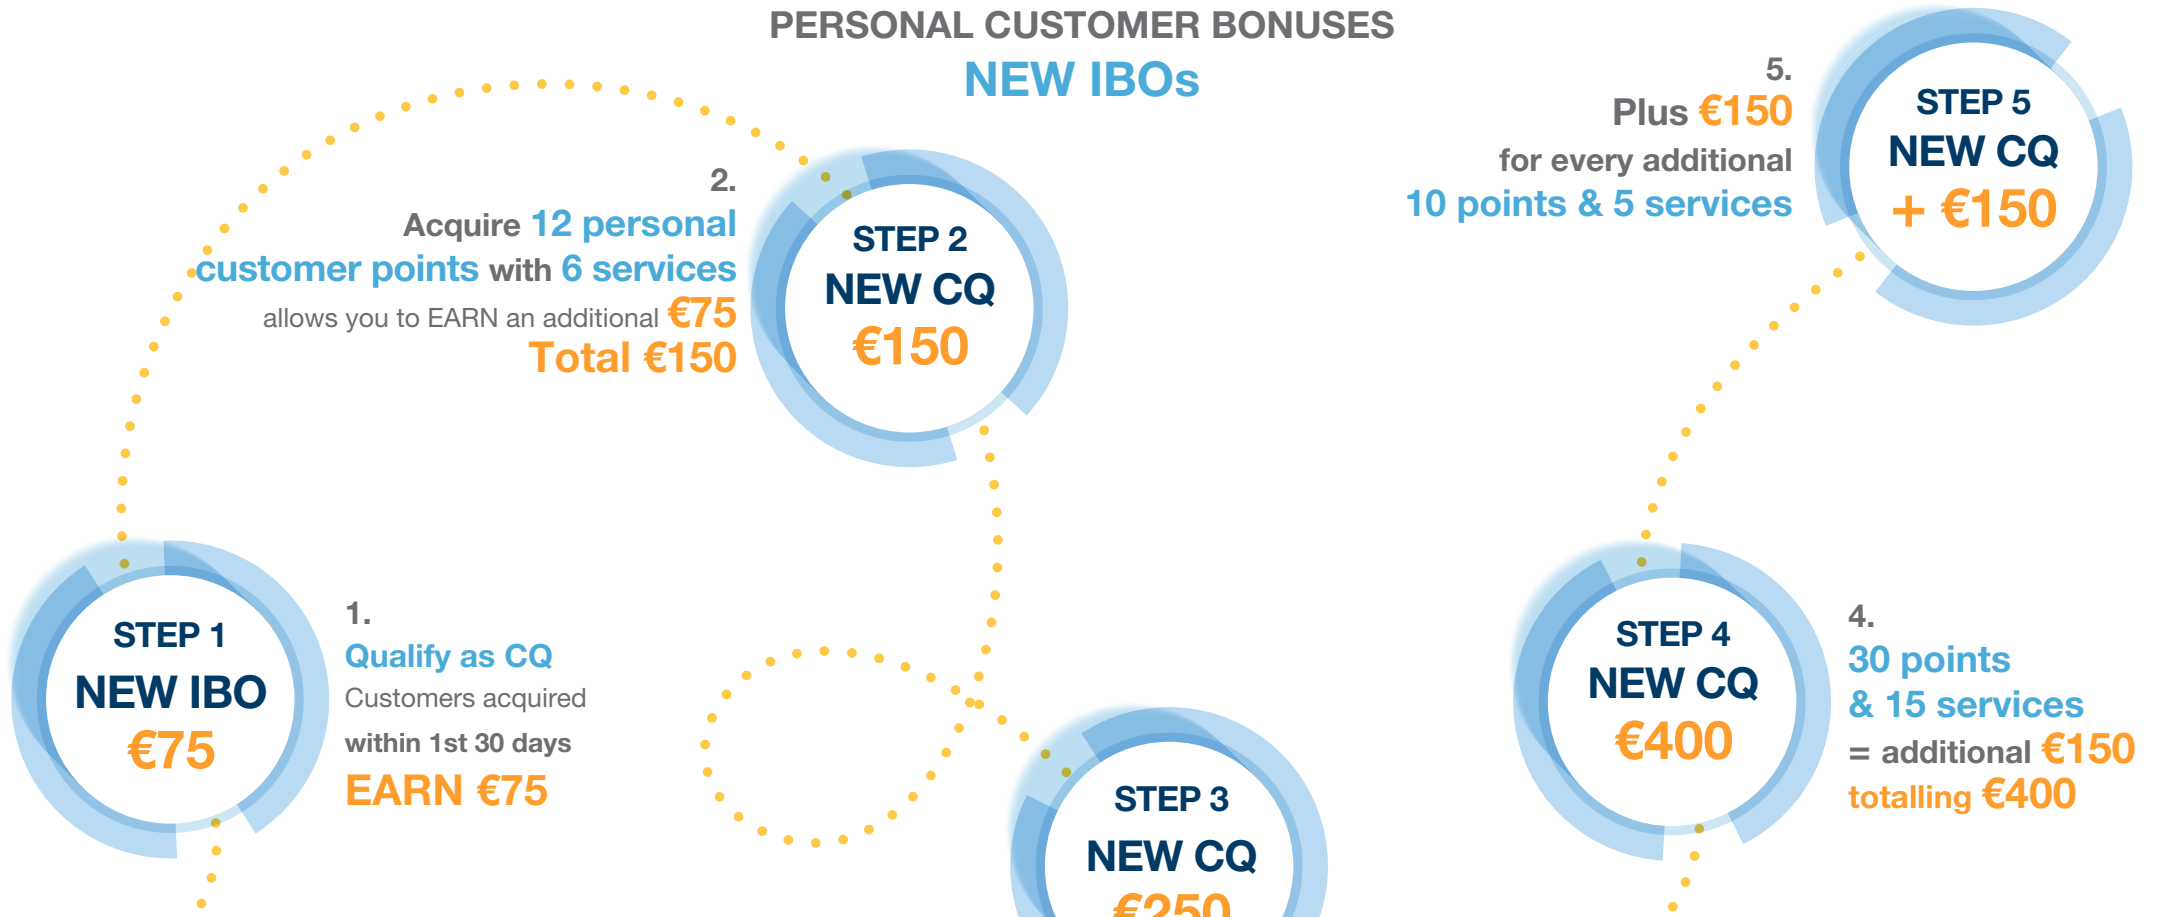 PERSONAL CUSTOMER BONUSES
NEW IBOs
STEP 1
NEW IBO
€75
1.
Qualify as CQ
Customers acquired
within 1st 30 days
EARN €75
2.
Acquire 12 personal
customer points with 6 services
allows you to EARN an additional €75
Total €150
STEP 2
NEW CQ
€150
STEP 3
NEW CQ
€250
STEP 4
NEW CQ
€400
4.
30 points
& 15 services
= additional €150
totalling €400
5.
Plus €150
for every additional
10 points & 5 services
STEP 5
NEW CQ
+ €150